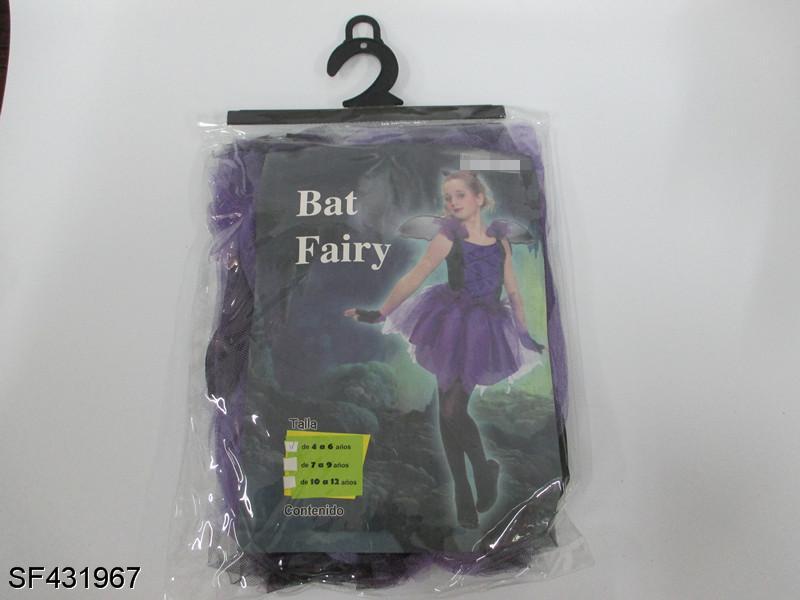 Bat
Fairy
Talla
de 4 a 6 años
de 7 a 9 años
de 10 a 12 años
Contenido
SF431967